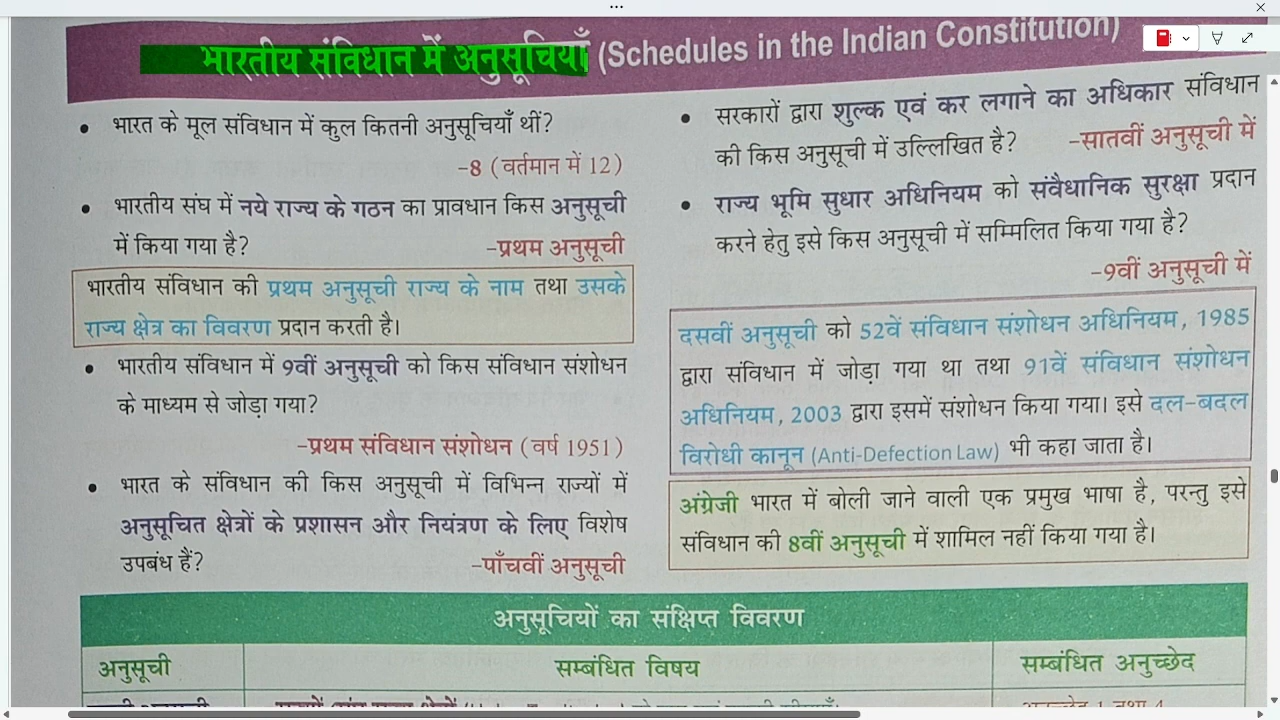 भारतीय संविधान में अनुसूचियाँ (Schedules in the Indian Constitution)
• भारत के मूल संविधान में कुल कितनी अनुसूचियाँ थीं?
-8 (वर्तमान में 12)
• भारतीय संघ में नये राज्य के गठन का प्रावधान किस अनुसूची
में किया गया है? -प्रथम अनुसूची
भारतीय संविधान की प्रथम अनुसूची राज्य के नाम तथा उसके
राज्य क्षेत्र का विवरण प्रदान करती है।
• भारतीय संविधान में 9वीं अनुसूची को किस संविधान संशोधन
के माध्यम से जोड़ा गया?
-प्रथम संविधान संशोधन (वर्ष 1951)
• भारत के संविधान की किस अनुसूची में विभिन्न राज्यों में
अनुसूचित क्षेत्रों के प्रशासन और नियंत्रण के लिए विशेष
उपबंध हैं? -पाँचवीं अनुसूची
• सरकारों द्वारा शुल्क एवं कर लगाने का अधिकार संविधान
की किस अनुसूची में उल्लिखित है? -सातवीं अनुसूची में
• राज्य भूमि सुधार अधिनियम को संवैधानिक सुरक्षा प्रदान
करने हेतु इसे किस अनुसूची में सम्मिलित किया गया है?
-9वीं अनुसूची में
दसवीं अनुसूची को 52वें संविधान संशोधन अधिनियम, 1985
द्वारा संविधान में जोड़ा गया था तथा 91वें संविधान संशोधन
अधिनियम, 2003 द्वारा इसमें संशोधन किया गया। इसे दल-बदल
विरोधी कानून (Anti-Defection Law) भी कहा जाता है।
अंग्रेजी भारत में बोली जाने वाली एक प्रमुख भाषा है, परन्तु इसे
संविधान की 8वीं अनुसूची में शामिल नहीं किया गया है।
अनुसूचियों का संक्षिप्त विवरण
अनुसूची सम्बंधित विषय सम्बंधित अनुच्छेद